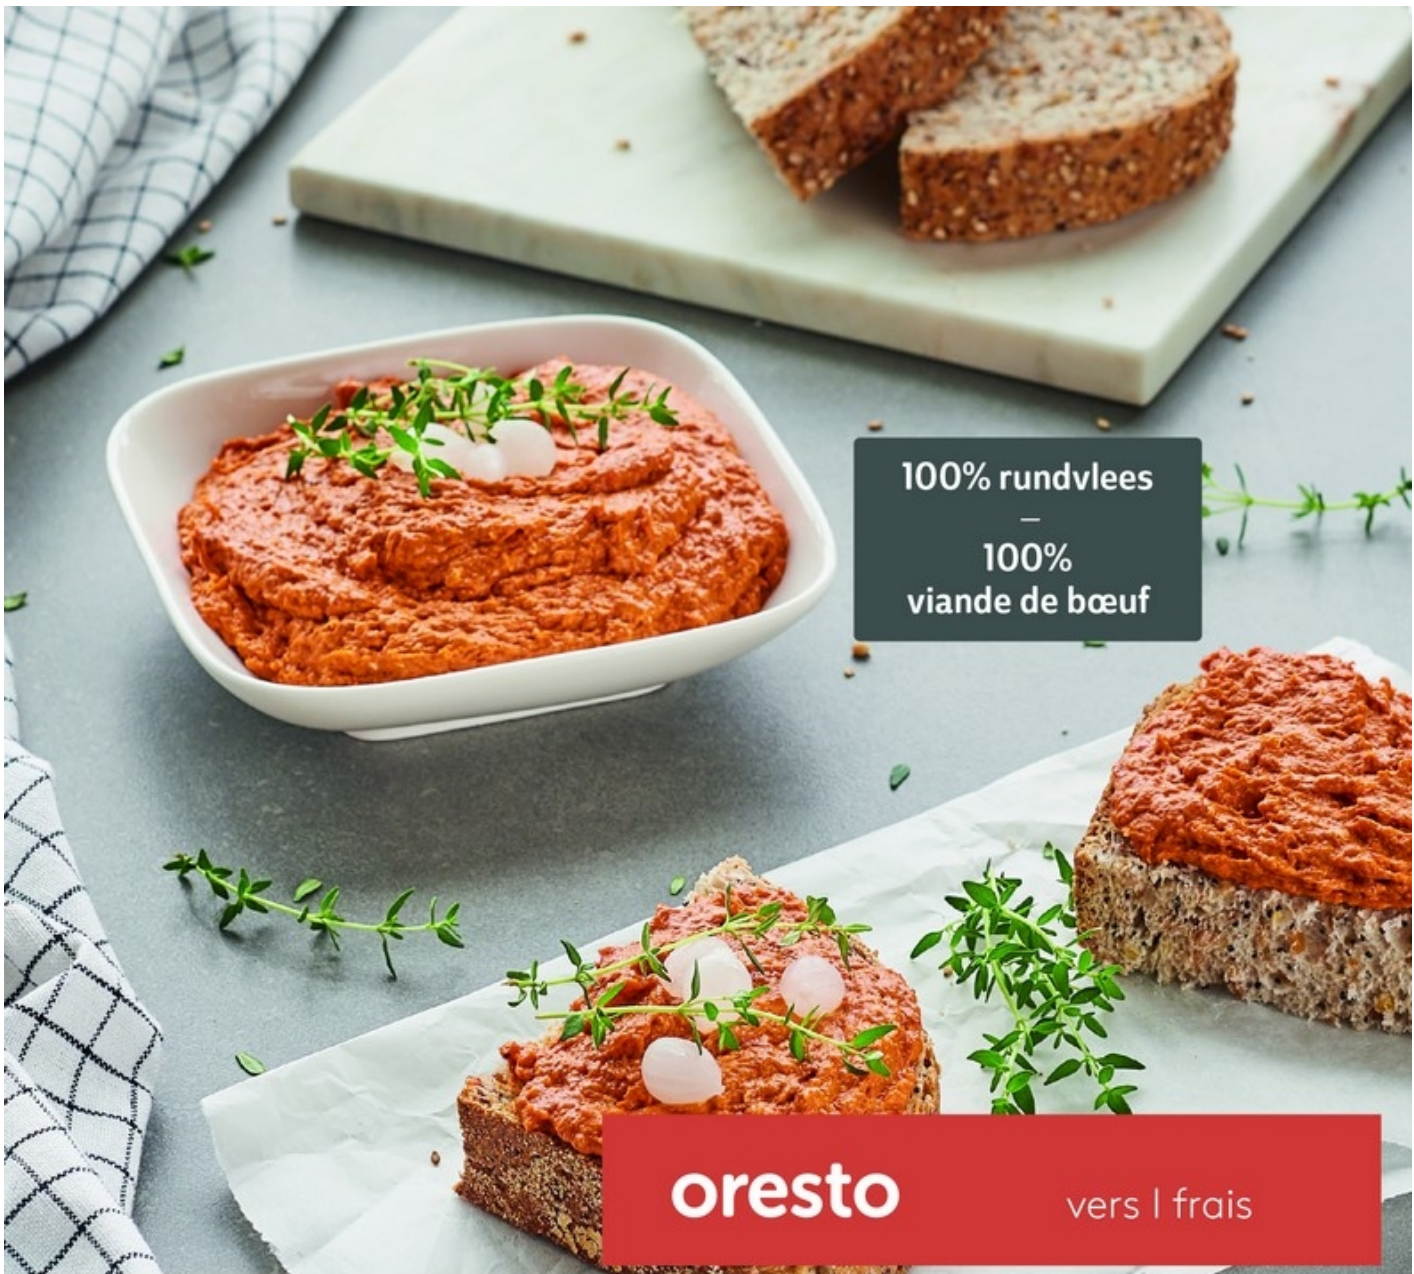 100% rundvlees
–
100%
viande de bœuf
oresto
vers | frais